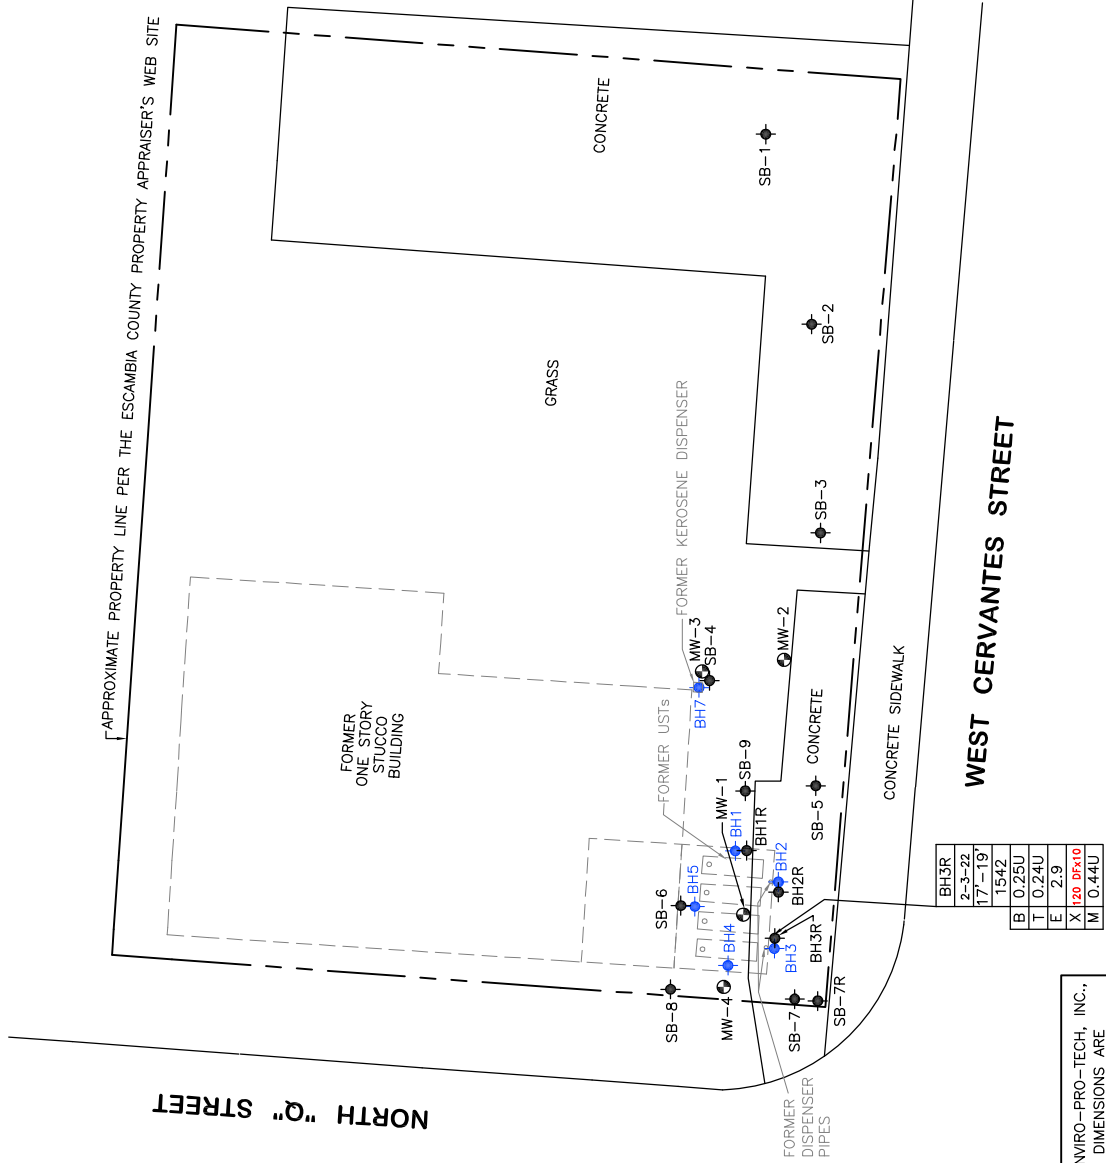 APPROXIMATE PROPERTY LINE PER THE ESCAMBIA COUNTY PROPERTY APPRAISER'S WEB SITE
CONCRETE
SB-1
SB-2
GRASS
SB-3
FORMER KEROSENE DISPENSER
MW-3
SB-4
BH7
MW-2
FORMER
ONE STORY
STUCCO
BUILDING
FORMER USTs
MW-1
SB-9
CONCRETE
SB-5
CONCRETE SIDEWALK
WEST CERVANTES STREET
BH1
BH1R
BH2
BH2R
SB-6
BH5
BH4
BH3
BH3R
SB-8
MW-4
SB-7
SB-7R
FORMER
DISPENSER
PIPES
NORTH "Q" STREET
BH3R
2-3-22
17'-19'
1542
B 0.25U
T 0.24U
E 2.9
X 120 DFx10
M 0.44U
NVIRO-PRO-TECH, INC.,
DIMENSIONS ARE